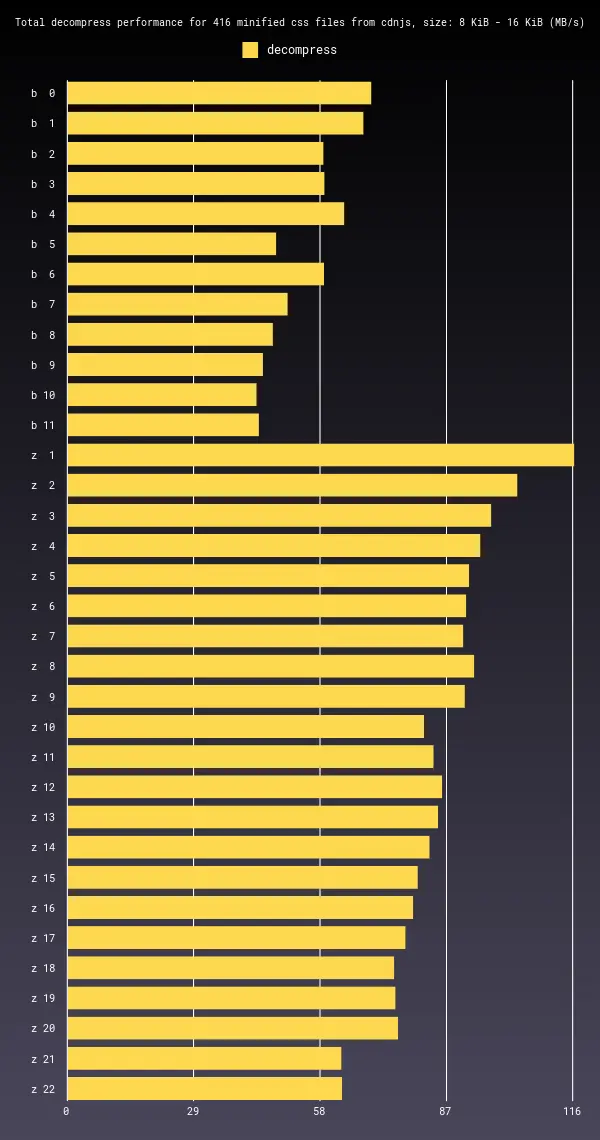 Total decompress performance for 416 minified css files from cdnjs, size: 8 KiB - 16 KiB (MB/s)
decompress
b 0
b 1
b 2
b 3
b 4
b 5
b 6
b 7
b 8
b 9
b 10
b 11
z 1
z 2
z 3
z 4
z 5
z 6
z 7
z 8
z 9
z 10
z 11
z 12
z 13
z 14
z 15
z 16
z 17
z 18
z 19
z 20
z 21
z 22
0 29 58 87 116